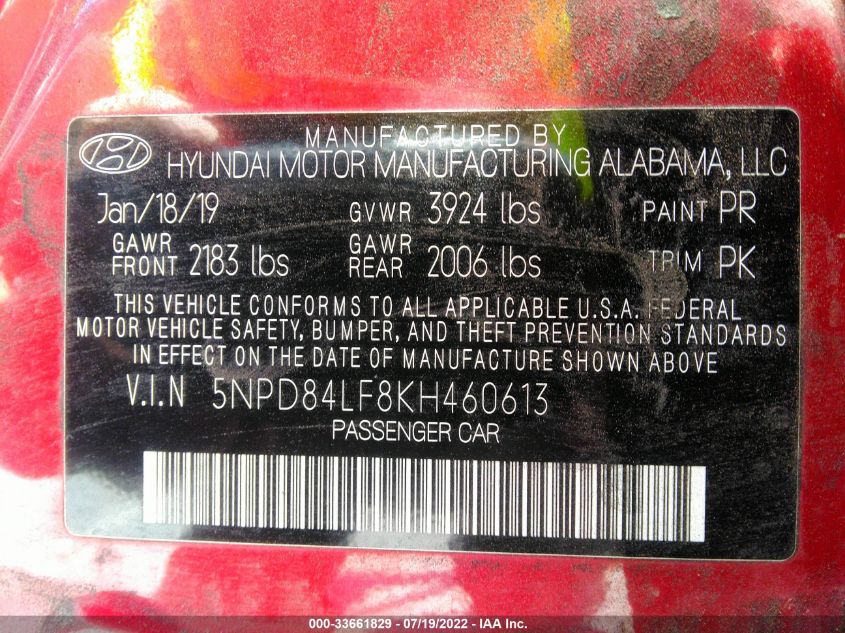 MANUFACTURED BY
HYUNDAI MOTOR MANUFACTURING ALABAMA, LLC
Jan/18/19 GVWR 3924 lbs PAINT PR
GAWR FRONT 2183 lbs GAWR REAR 2006 lbs TRIM PK
THIS VEHICLE CONFORMS TO ALL APPLICABLE U.S.A. FEDERAL
MOTOR VEHICLE SAFETY, BUMPER, AND THEFT PREVENTION STANDARDS
IN EFFECT ON THE DATE OF MANUFACTURE SHOWN ABOVE
V.I.N 5NPD84LF8KH460613
PASSENGER CAR
000-33661829 - 07/19/2022 - IAA Inc.